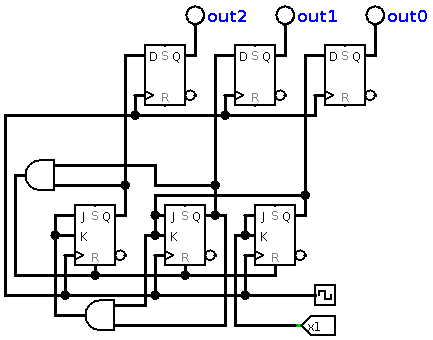 out2 out1 out0
D S Q D S Q D S Q
R R R
J S Q J S Q J S Q
K K K
R R R
x1